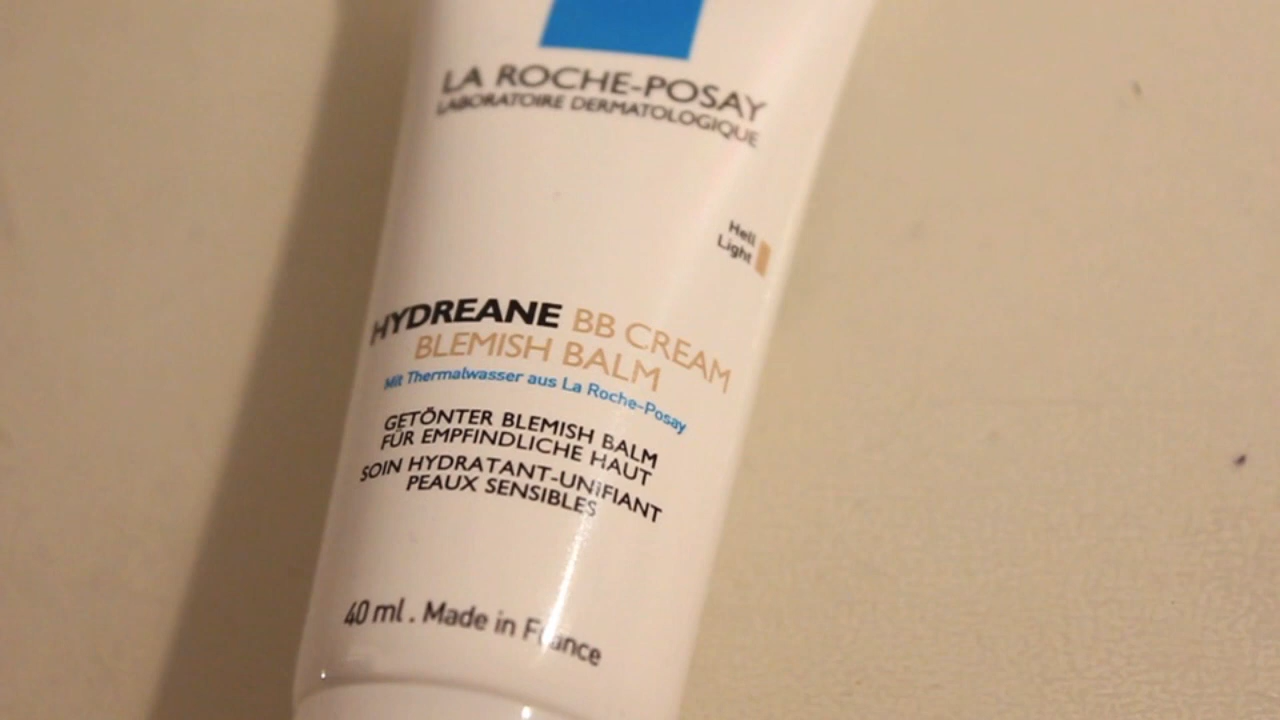 LA ROCHE-POSAY
LABORATOIRE DERMATOLOGIQUE
Hell
Light
HYDREANE BB CREAM
BLEMISH BALM
Mit Thermalwasser aus La Roche-Posay
GETÖNTER BLEMISH BALM
FÜR EMPFINDLICHE HAUT
SOIN HYDRATANT-UNiFIANT
PEAUX SENSIBLES
40 ml . Made in France